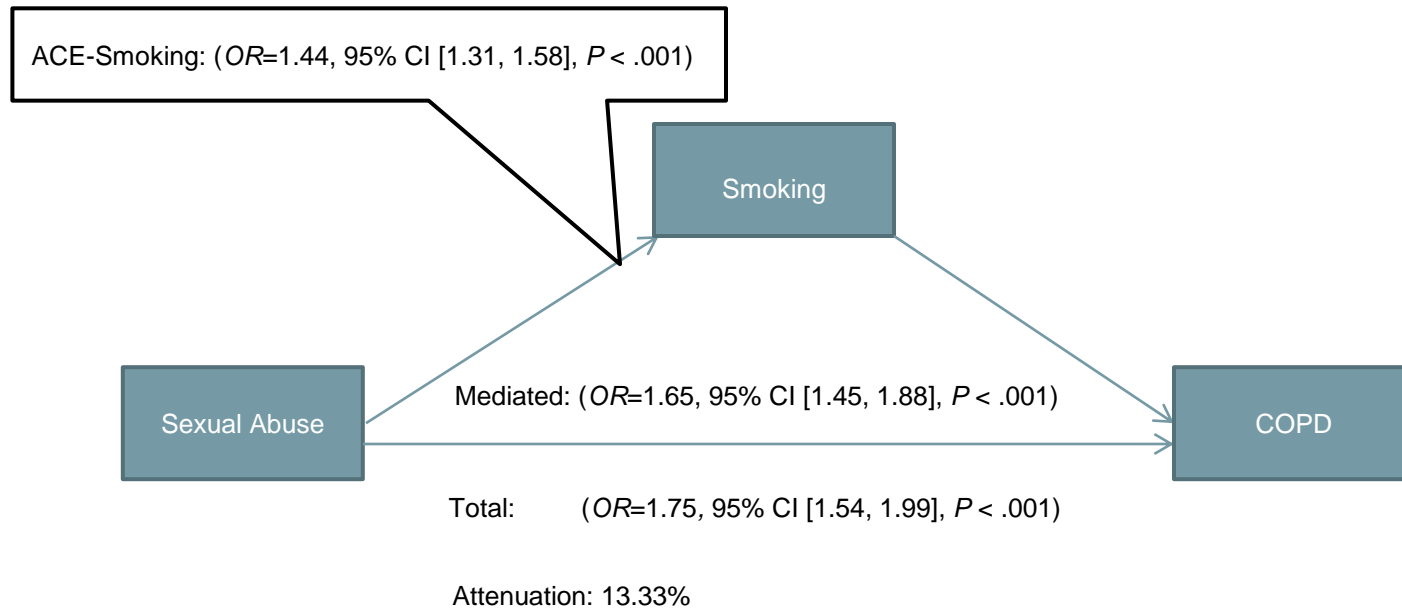 ACE-Smoking: (OR=1.44, 95% CI [1.31, 1.58], P < .001)
Smoking
Mediated: (OR=1.65, 95% CI [1.45, 1.88], P < .001)
Sexual Abuse
COPD
Total: (OR=1.75, 95% CI [1.54, 1.99], P < .001)
Attenuation: 13.33%